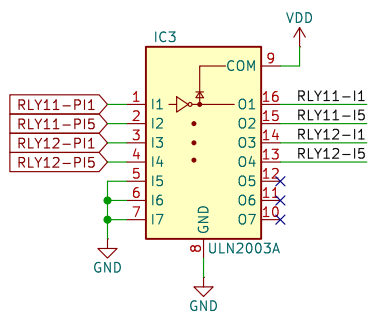 VDD
IC3
COM 9
RLY11-PI1 1 I1 O1 16 RLY11-I1
RLY11-PI5 2 I2 O2 15 RLY11-I5
RLY12-PI1 3 I3 O3 14 RLY12-I1
RLY12-PI5 4 I4 O4 13 RLY12-I5
5 I5 O5 12
6 I6 O6 11
7 I7 O7 10
GND
8 ULN2003A
GND
GND